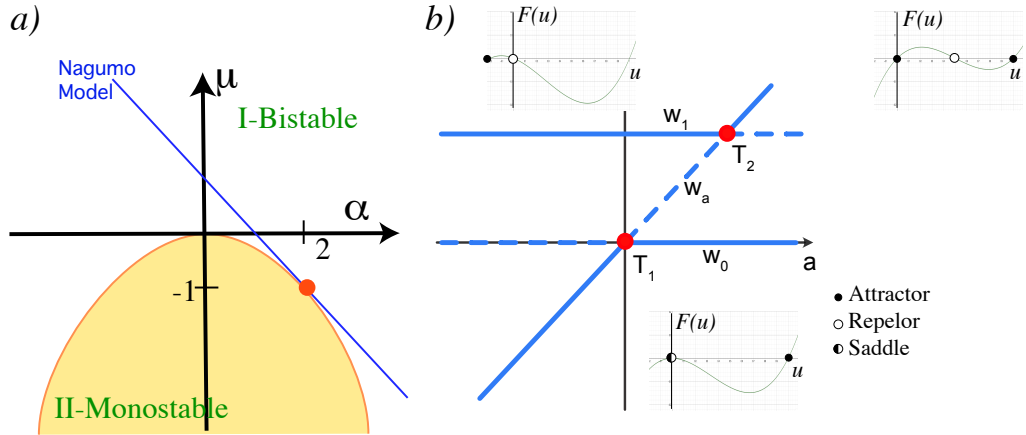 a)
Nagumo
Model
μ
I-Bistable
α
2
-1
II-Monostable
b)
F(u)
u
F(u)
u
w1
T2
wa
T1
w0
a
F(u)
u
Attractor
Repelor
Saddle